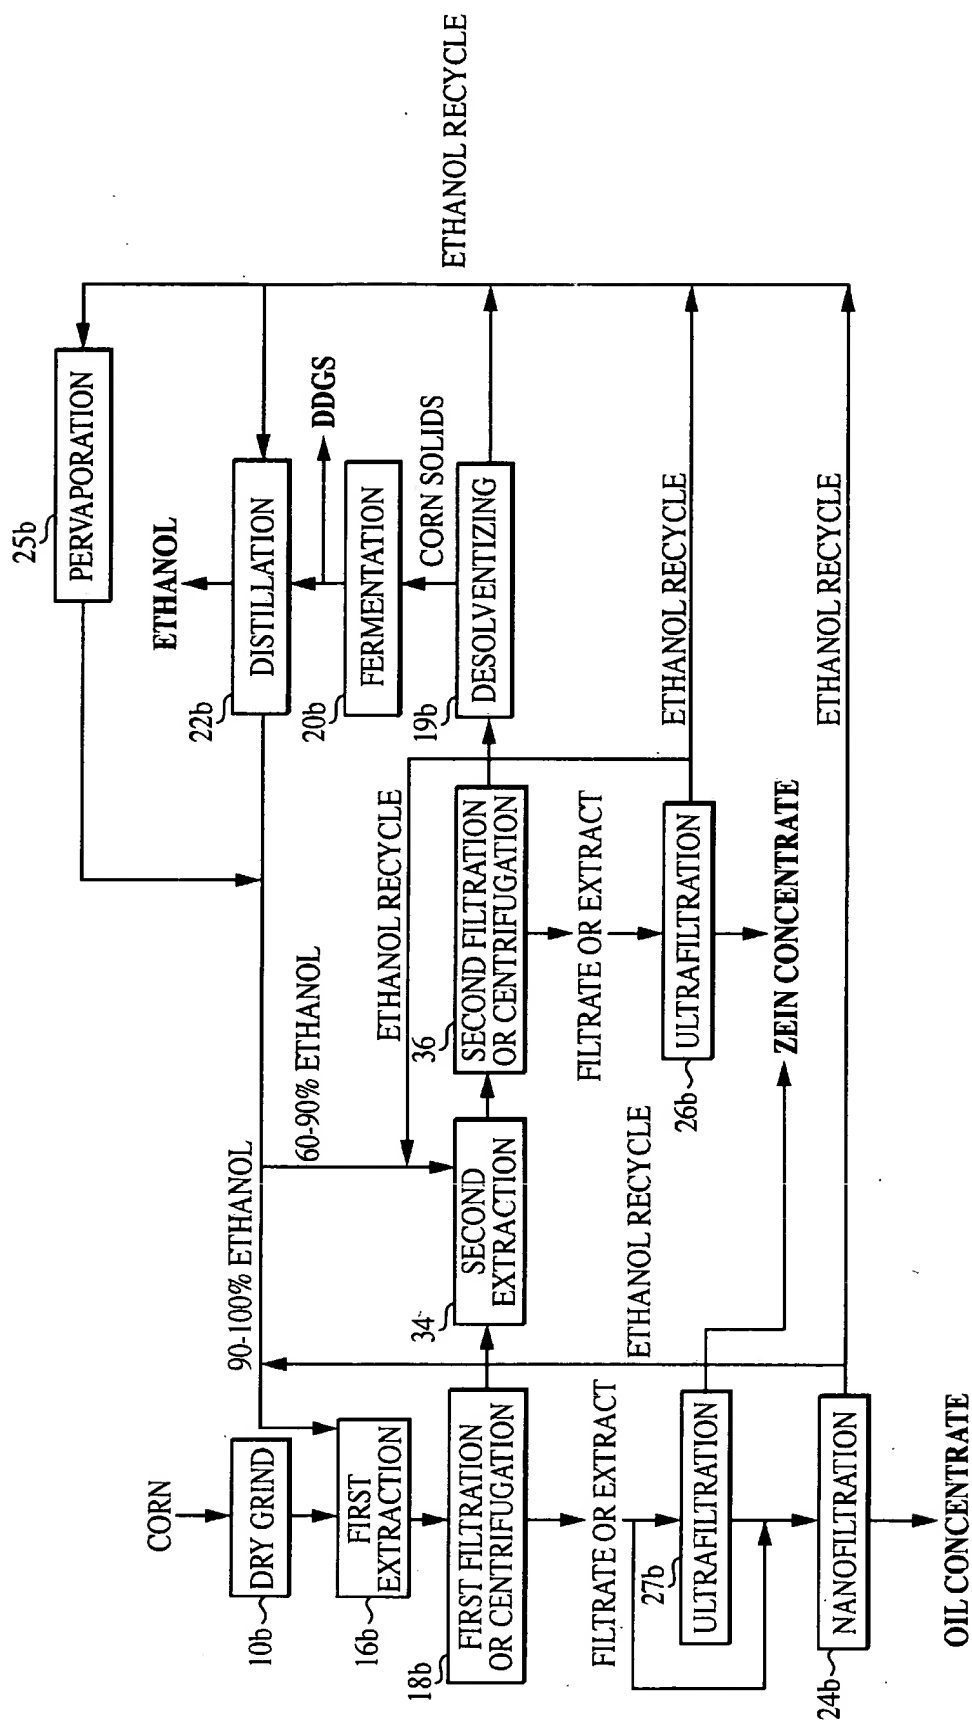 CORN
10b
DRY GRIND
16b
FIRST
EXTRACTION
18b
FIRST FILTRATION
OR CENTRIFUGATION
FILTRATE OR EXTRACT
27b
ULTRAFILTRATION
24b
NANOFILTRATION
OIL CONCENTRATE
90-100% ETHANOL
60-90% ETHANOL
34
SECOND
EXTRACTION
ETHANOL RECYCLE
ETHANOL RECYCLE
36
SECOND FILTRATION
OR CENTRIFUGATION
FILTRATE OR EXTRACT
26b
ULTRAFILTRATION
ZEIN CONCENTRATE
25b
PERVAPORATION
ETHANOL
22b
DISTILLATION
DDGS
20b
FERMENTATION
CORN SOLIDS
19b
DESOLVENTIZING
ETHANOL RECYCLE
ETHANOL RECYCLE
ETHANOL RECYCLE